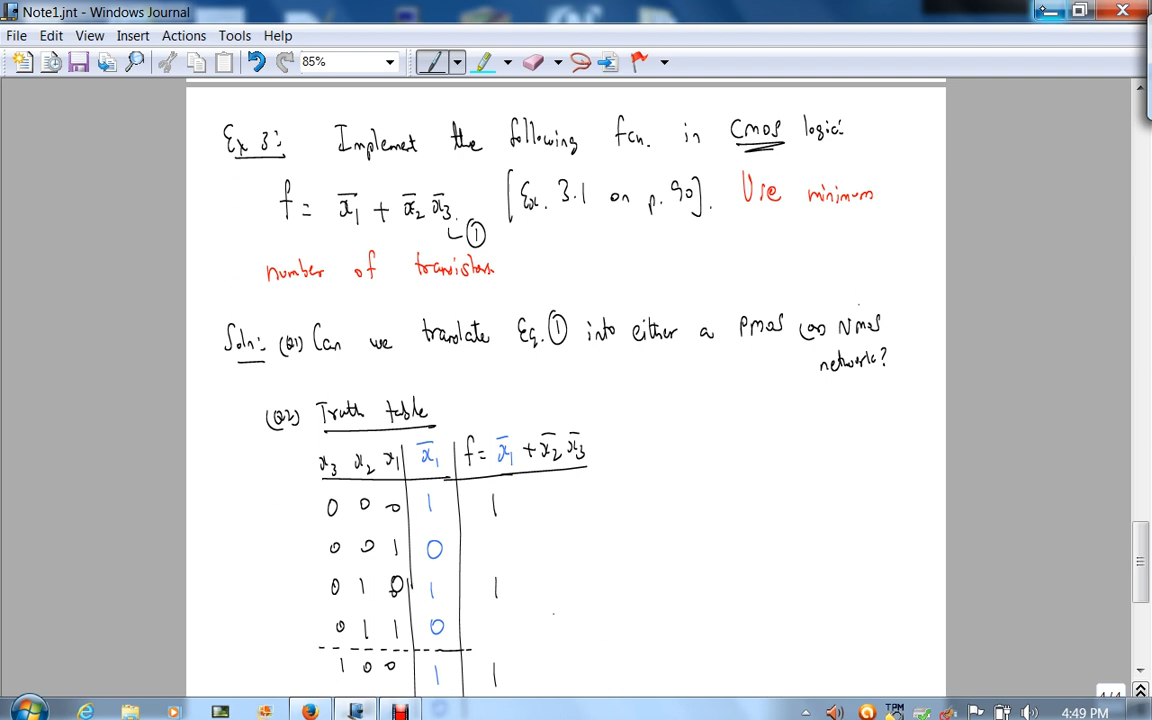 Note1.jnt - Windows Journal
File Edit View Insert Actions Tools Help
85%
Ex 3: Implement the following fcn. in CMOS logic:
f = x̄₁ + x̄₂ x̄₃. [Ex. 3.1 on p. 90]. Use minimum
①
number of transistors
Soln: (Q1) Can we translate Eq. ① into either a PMOS (or) NMOS
network?
(Q2) Truth table
x₃ x₂ x₁ x̄₁ f = x̄₁ + x̄₂ x̄₃
0 0 0 1 1
0 0 1 0
0 1 0 1 1
0 1 1 0
1 0 0 1 1
4/4
TPM
4:49 PM